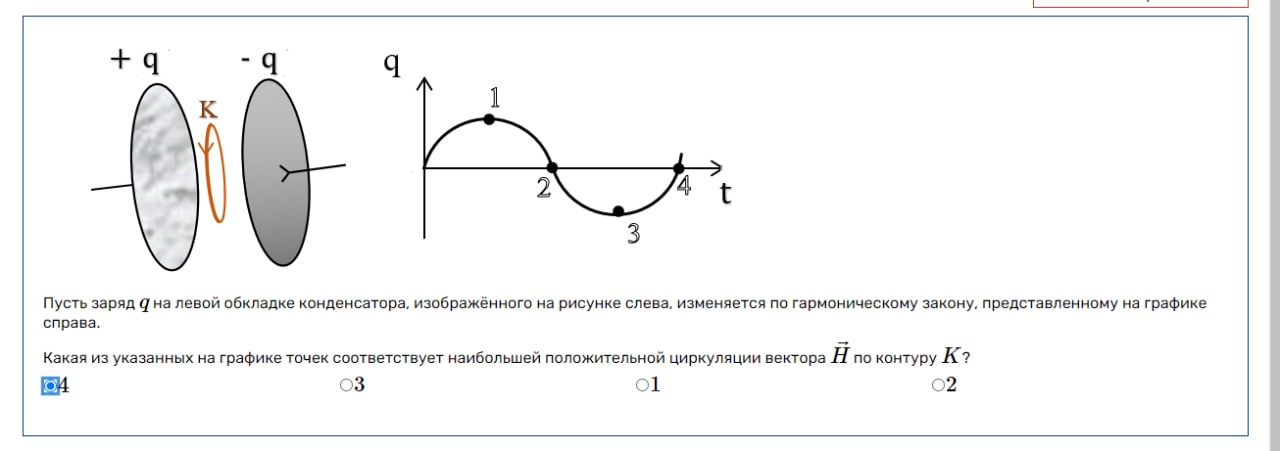 + q - q
K
q
1
2
3
4
t
Пусть заряд q на левой обкладке конденсатора, изображённого на рисунке слева, изменяется по гармоническому закону, представленному на графике
справа.
Какая из указанных на графике точек соответствует наибольшей положительной циркуляции вектора H⃗ по контуру K?
4 3 1 2